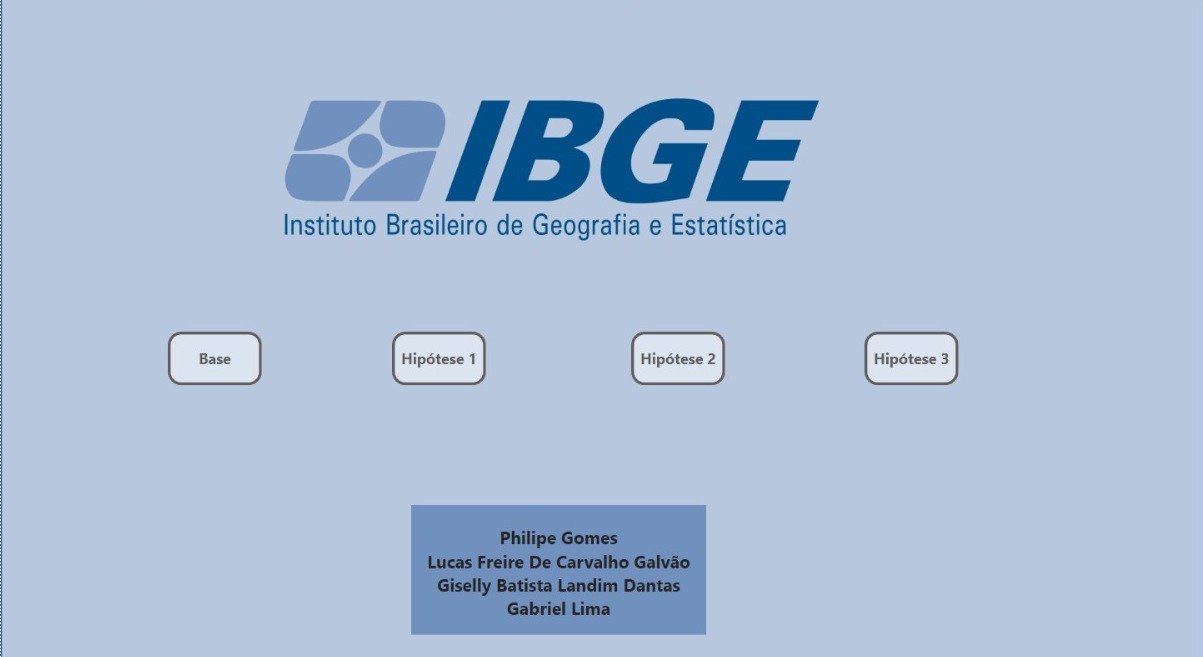 IBGE
Instituto Brasileiro de Geografia e Estatística
Base
Hipótese 1
Hipótese 2
Hipótese 3
Philipe Gomes
Lucas Freire De Carvalho Galvão
Giselly Batista Landim Dantas
Gabriel Lima